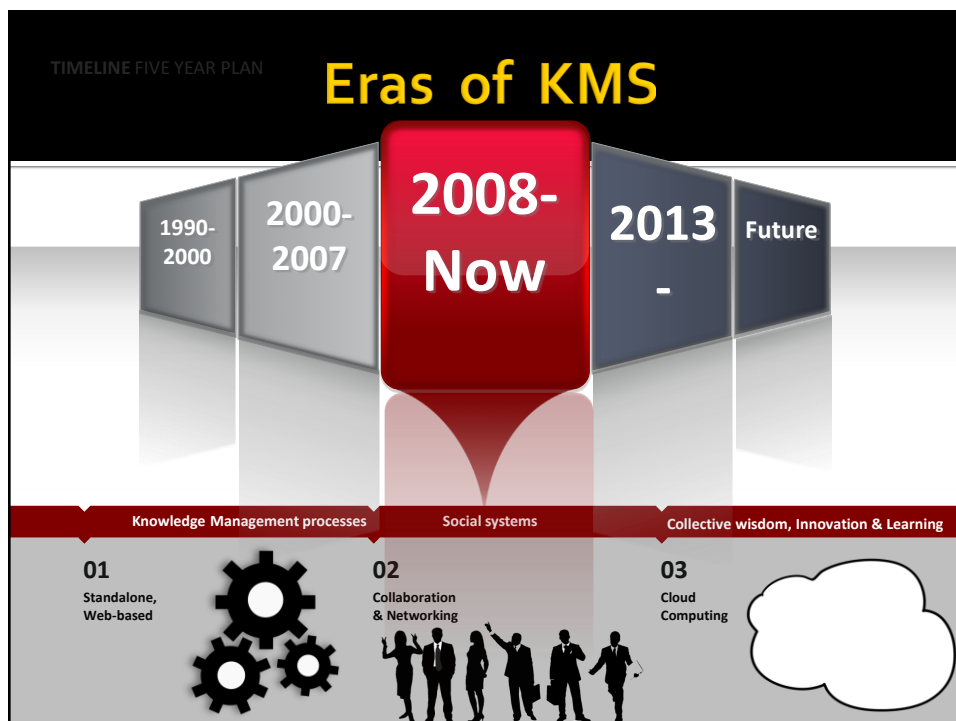 TIMELINE FIVE YEAR PLAN
Eras of KMS
1990-
2000
2000-
2007
2008-
Now
2013
-
Future
Knowledge Management processes
Social systems
Collective wisdom, Innovation & Learning
01
Standalone,
Web-based
02
Collaboration
& Networking
03
Cloud
Computing